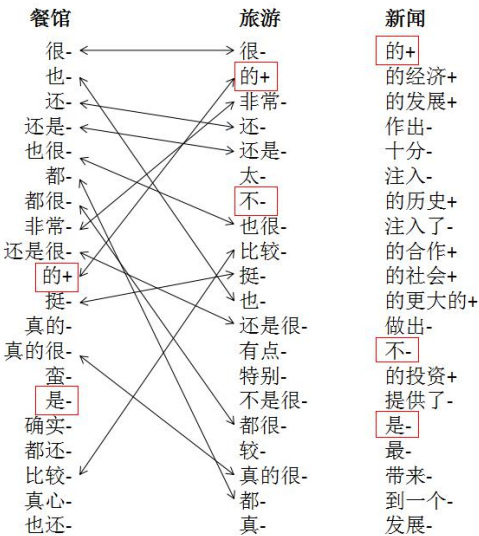 餐馆 旅游 新闻
很- 很- 的+
也- 的+ 的经济+
还- 非常- 的发展+
还是- 还- 作出-
也很- 还是- 十分-
都- 太- 注入-
都很- 不- 的历史+
非常- 也很- 注入了-
还是很- 比较- 的合作+
的+ 挺- 的社会+
挺- 也- 的更大的+
真的- 还是很- 做出-
真的很- 有点- 不-
蛮- 特别- 的投资+
是- 不是很- 提供了-
确实- 都很- 是-
都还- 较- 最-
比较- 真的很- 带来-
真心- 都- 到一个-
也还- 真- 发展-